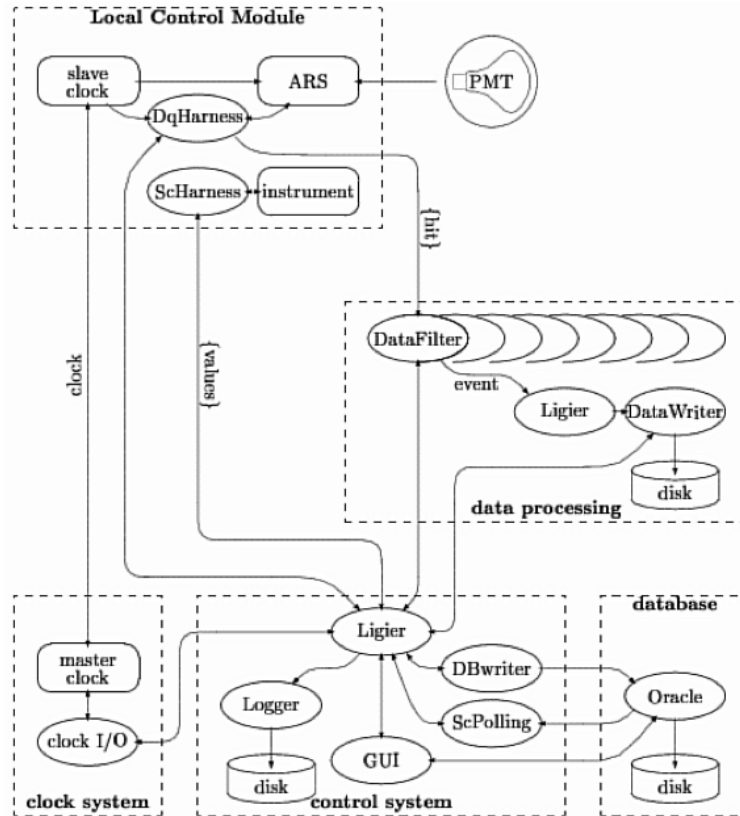 Local Control Module
slave
clock
ARS
PMT
DqHarness
ScHarness
instrument
{hit}
DataFilter
clock
{values}
event
Ligier
DataWriter
disk
data processing
database
Ligier
master
clock
DBwriter
Oracle
Logger
ScPolling
clock I/O
GUI
disk
disk
clock system
control system